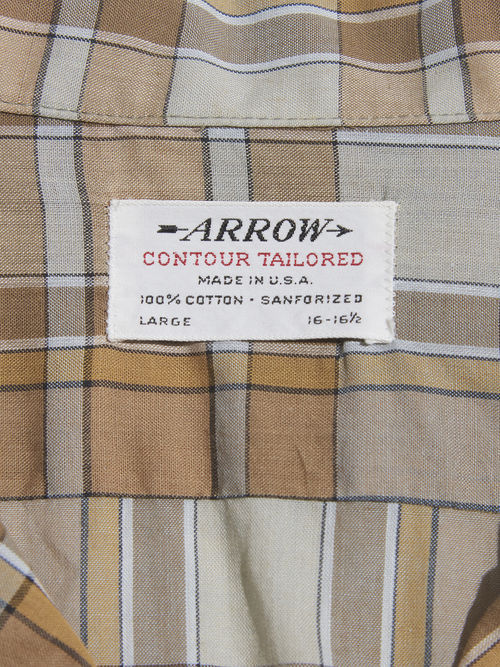 ARROW
CONTOUR TAILORED
MADE IN U.S.A.
100% COTTON · SANFORIZED
LARGE 16-16½